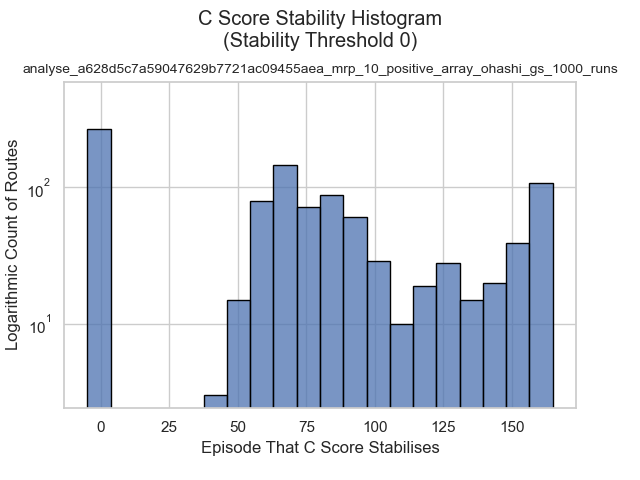 C Score Stability Histogram
(Stability Threshold 0)
analyse_a628d5c7a59047629b7721ac09455aea_mrp_10_positive_array_ohashi_gs_1000_runs
Logarithmic Count of Routes
10²
10¹
0 25 50 75 100 125 150
Episode That C Score Stabilises